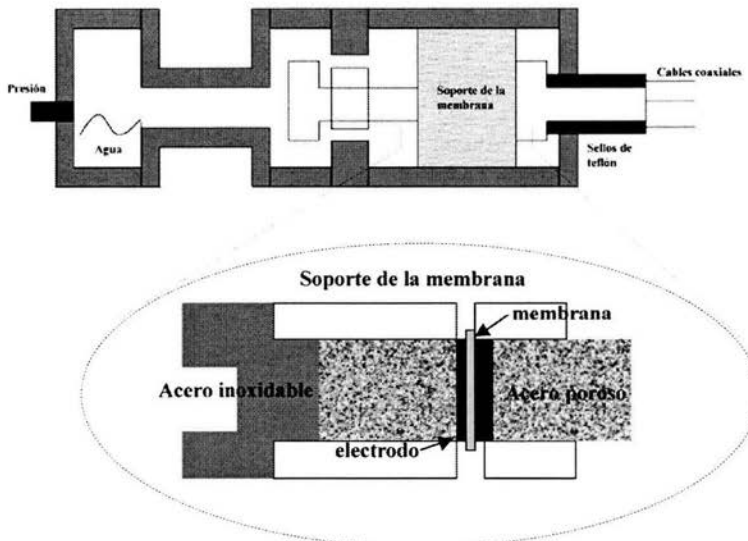 Presión
Agua
Soporte de la
membrana
Cables coaxiales
Sellos de
teflón
Soporte de la membrana
membrana
Acero inoxidable
Acero poroso
electrodo